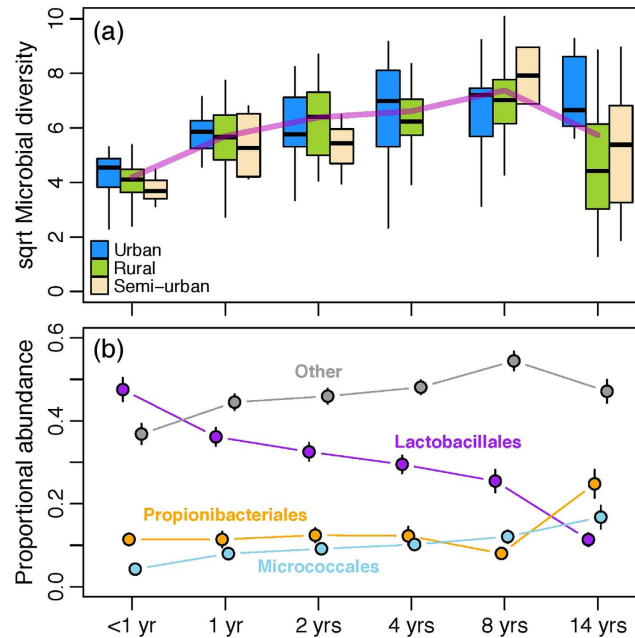 (a)
sqrt Microbial diversity
10
8
6
4
2
0
Urban
Rural
Semi-urban
(b)
Proportional abundance
0.6
0.4
0.2
0.0
Other
Lactobacillales
Propionibacteriales
Micrococcales
<1 yr
1 yr
2 yrs
4 yrs
8 yrs
14 yrs